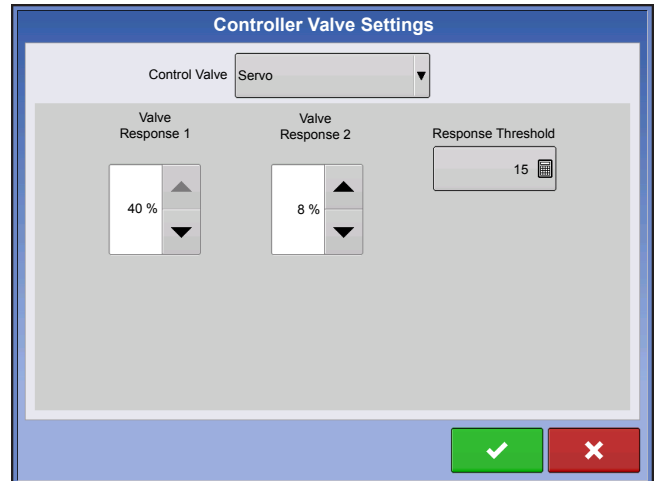 Controller Valve Settings
Control Valve Servo
Valve
Response 1
Valve
Response 2
Response Threshold
40 %
8 %
15